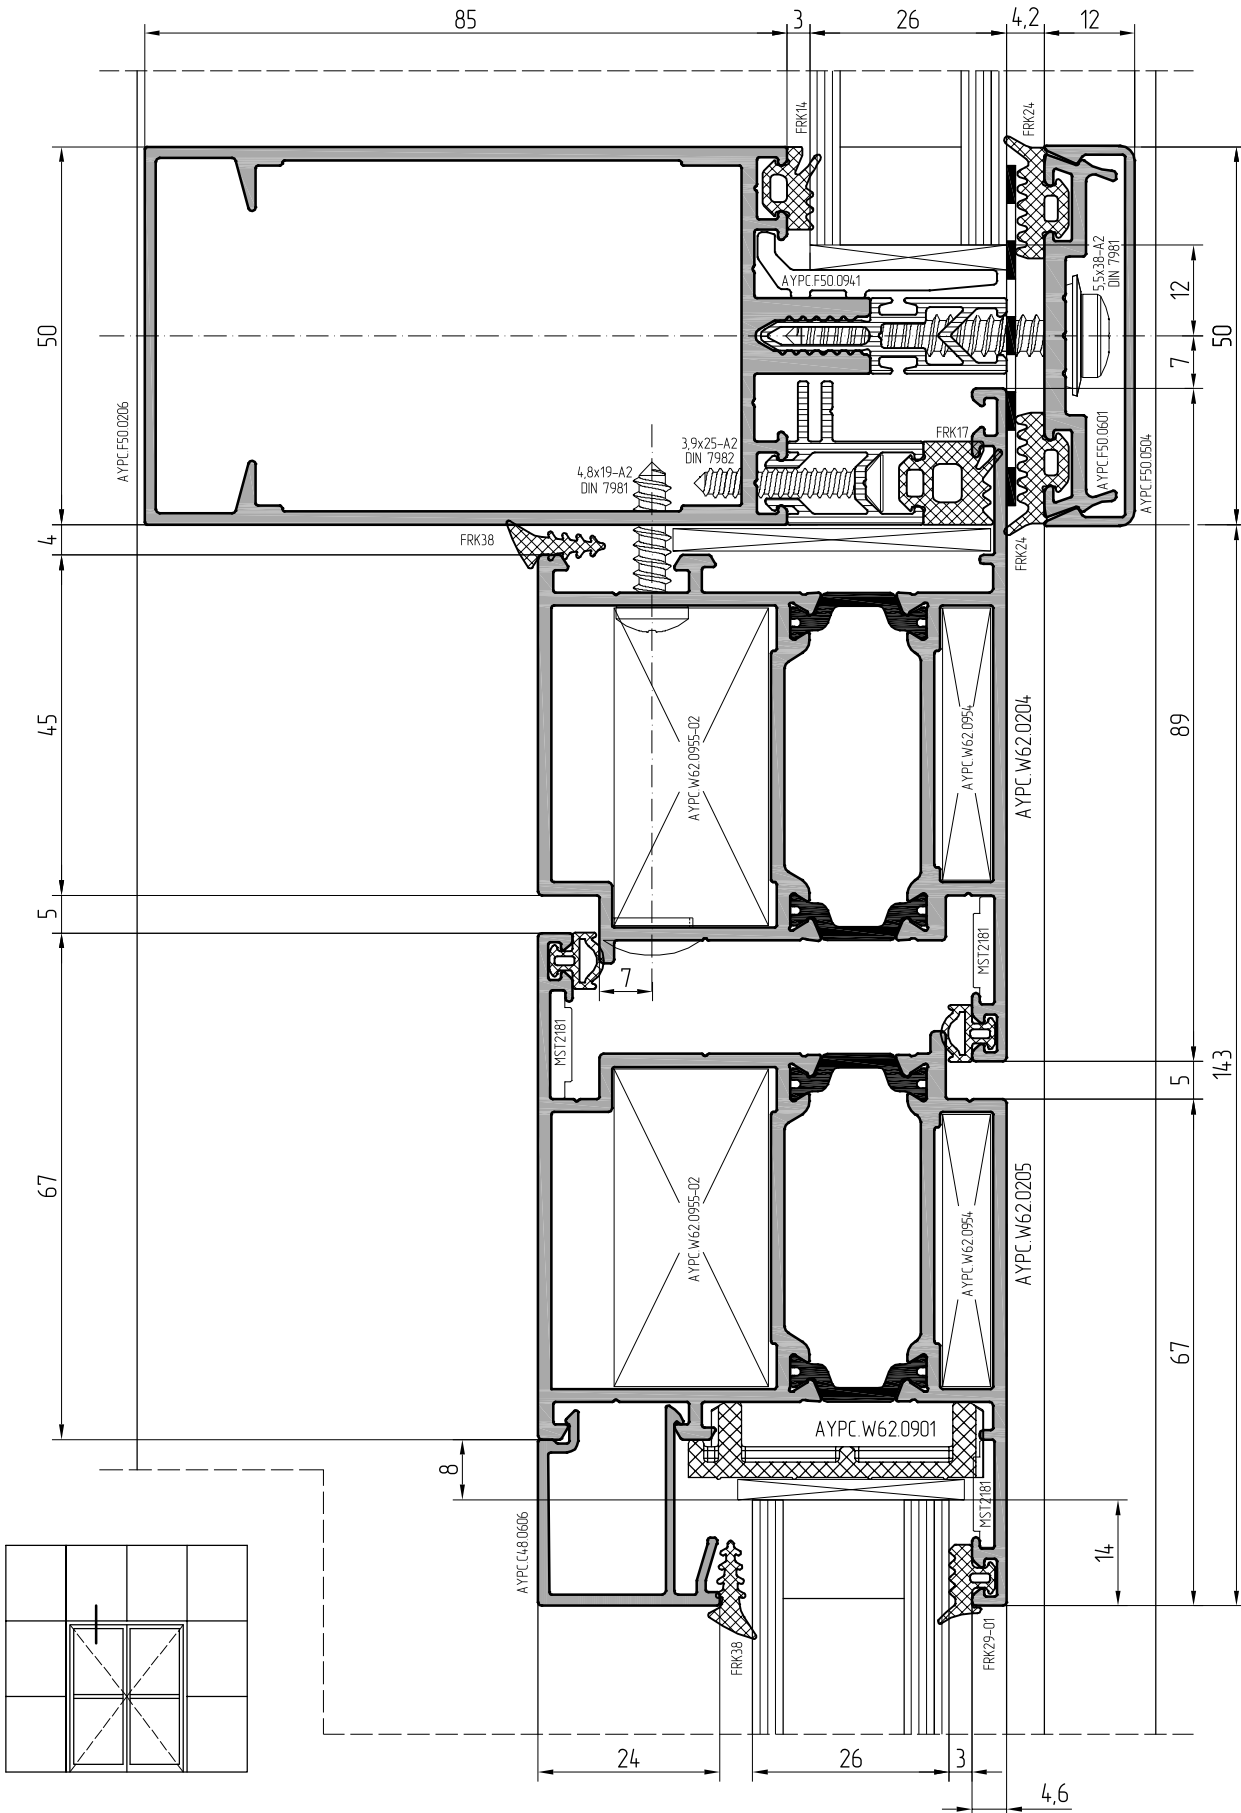 85
3
26
4,2
12
FRK14
FRK24
AYPC.F50.0941
5,5x38-A2
DIN 7981
12
50
50
7
AYPC.F50.0206
3,9x25-A2
DIN 7982
FRK17
4,8x19-A2
DIN 7981
AYPC.F50.0601
AYPC.F50.0504
4
FRK38
FRK24
45
AYPC.W62.0955-02
AYPC.W62.0954
AYPC.W62.0204
89
5
MST2181
7
MST2181
143
5
67
AYPC.W62.0955-02
AYPC.W62.0954
AYPC.W62.0205
67
AYPC.W62.0901
8
AYPC.C48.0606
MST2181
14
FRK38
FRK29-01
24
26
3
4,6